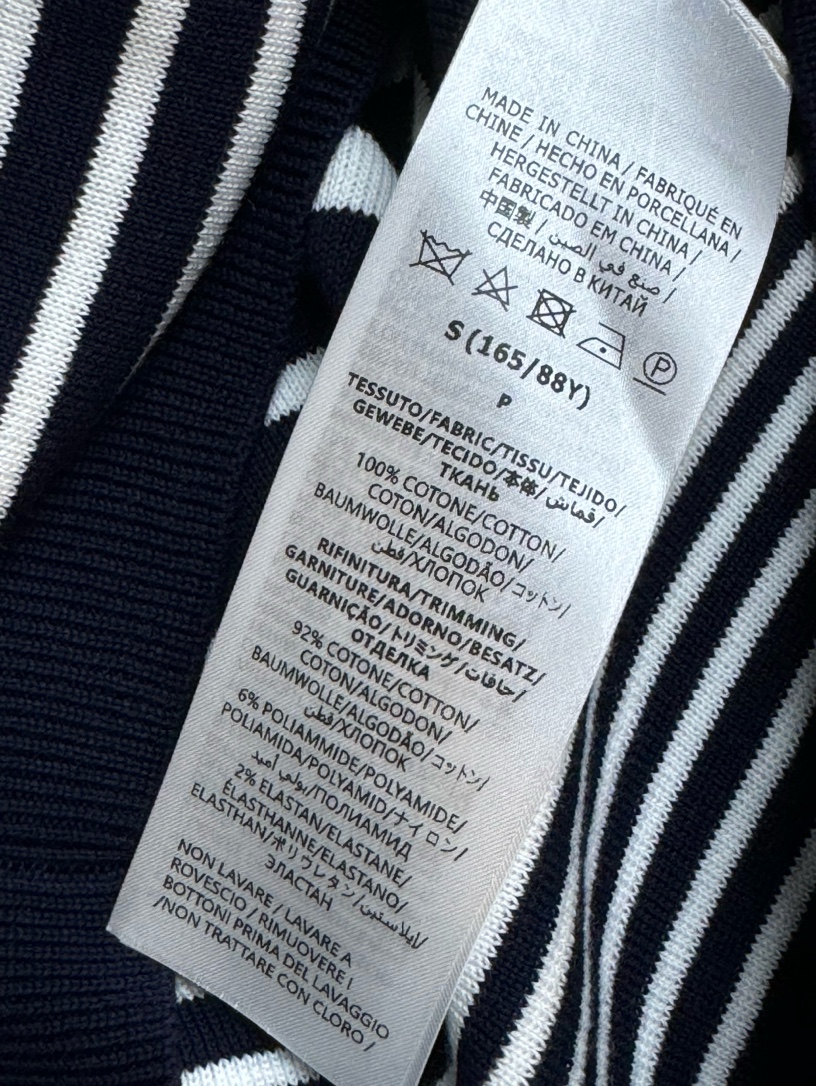 MADE IN CHINA / FABRIQUÉ EN
CHINE / HECHO EN PORCELLANA /
HERGESTELLT IN CHINA /
FABRICADO EM CHINA /
中国製 / صنع في الصين /
СДЕЛАНО В КИТАЙ
P
S (165/88Y)
P
TESSUTO/FABRIC/TISSU/TEJIDO/
GEWEBE/TECIDO/本体/قماش/
ТКАНЬ
100% COTONE/COTTON/
COTON/ALGODON/
BAUMWOLLE/ALGODÃO/コットン/
قطن/ХЛОПОК
RIFINITURA/TRIMMING/
GARNITURE/ADORNO/BESATZ/
GUARNIÇÃO/トリミング/حافات/
ОТДЕЛКА
92% COTONE/COTTON/
COTON/ALGODON/
BAUMWOLLE/ALGODÃO/コットン/
قطن/ХЛОПОК
6% POLIAMMIDE/POLYAMIDE/
POLIAMIDA/POLYAMID/ナイロン/
بولي أميد/ПОЛИАМИД
2% ELASTAN/ELASTANE/
ÉLASTHANNE/ELASTANO/
ELASTHAN/ポリウレタン/لايلاستين/
ЭЛАСТАН
NON LAVARE / LAVARE A
ROVESCIO / RIMUOVERE I
BOTTONI PRIMA DEL LAVAGGIO
/NON TRATTARE CON CLORO /